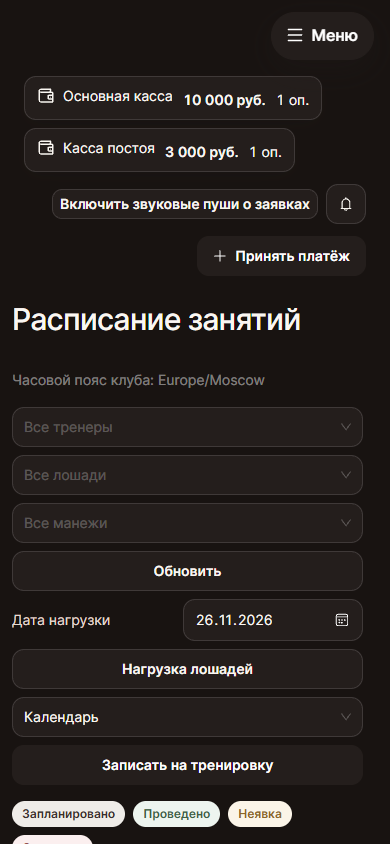 Меню
Основная касса 10 000 руб. 1 оп.
Касса постоя 3 000 руб. 1 оп.
Включить звуковые пуши о заявках
Принять платёж
Расписание занятий
Часовой пояс клуба: Europe/Moscow
Все тренеры
Все лошади
Все манежи
Обновить
Дата нагрузки 26.11.2026
Нагрузка лошадей
Календарь
Записать на тренировку
Запланировано Проведено Неявка